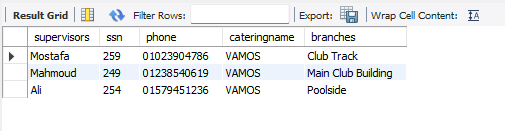 Result Grid Filter Rows: Export: Wrap Cell Content:
supervisors ssn phone cateringname branches
Mostafa 259 01023904786 VAMOS Club Track
Mahmoud 249 01238540619 VAMOS Main Club Building
Ali 254 01579451236 VAMOS Poolside